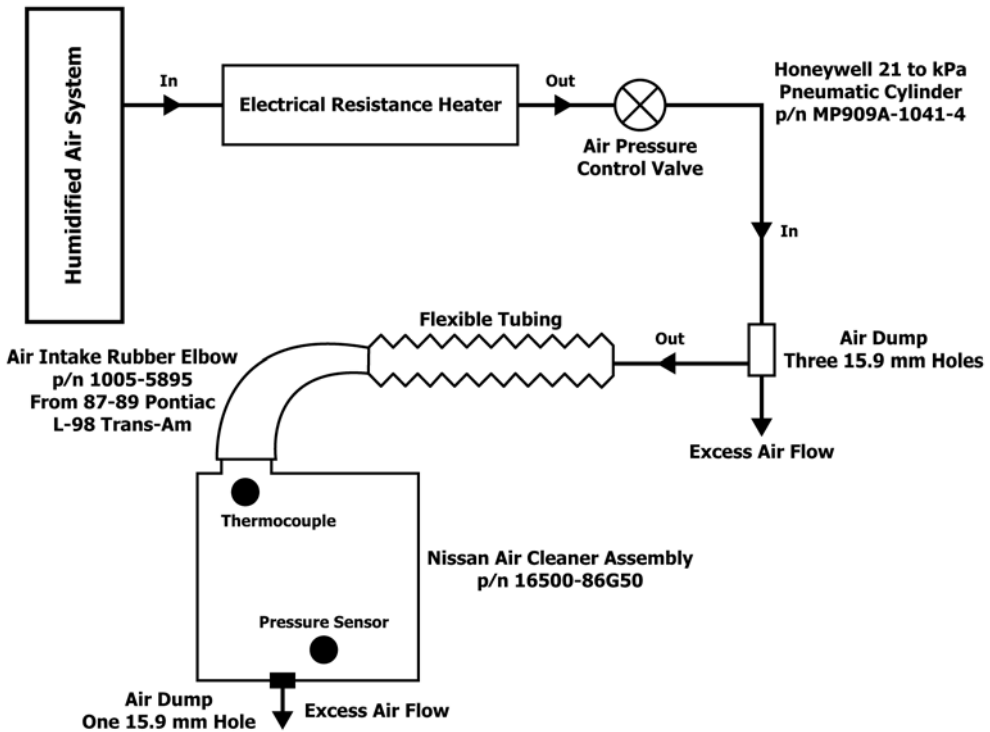 Humidified Air System
In
Electrical Resistance Heater
Out
Air Pressure
Control Valve
Honeywell 21 to kPa
Pneumatic Cylinder
p/n MP909A-1041-4
In
Air Dump
Three 15.9 mm Holes
Out
Excess Air Flow
Flexible Tubing
Air Intake Rubber Elbow
p/n 1005-5895
From 87-89 Pontiac
L-98 Trans-Am
Thermocouple
Nissan Air Cleaner Assembly
p/n 16500-86G50
Pressure Sensor
Air Dump
One 15.9 mm Hole
Excess Air Flow